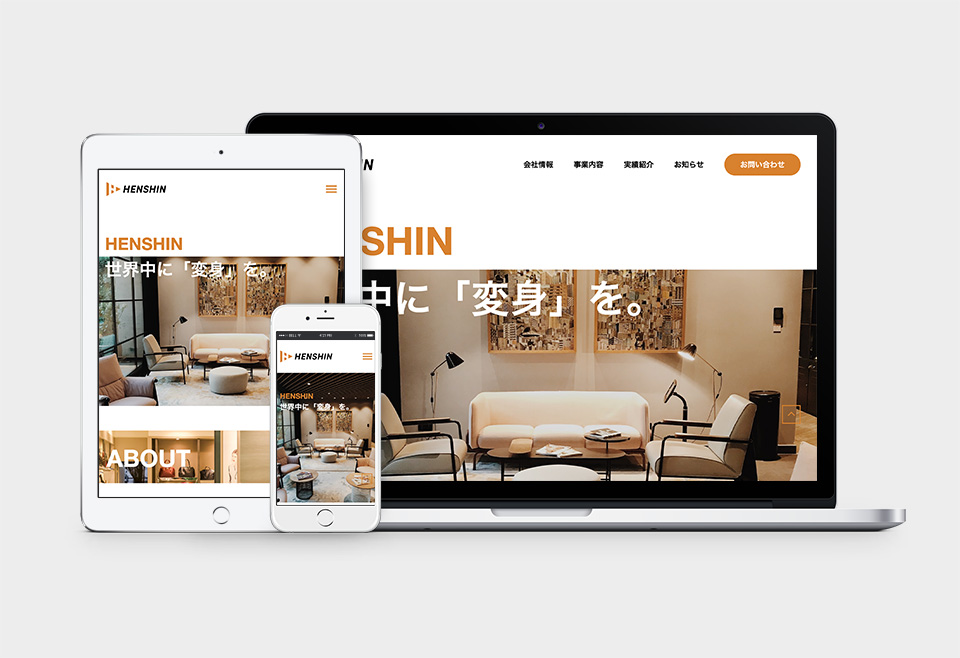 HENSHIN
HENSHIN
世界中に「変身」を。
ABOUT
HENSHIN
HENSHIN
世界中に「変身」を。
IN
会社情報
事業内容
実績紹介
お知らせ
お問い合わせ
SHIN
中に「変身」を。